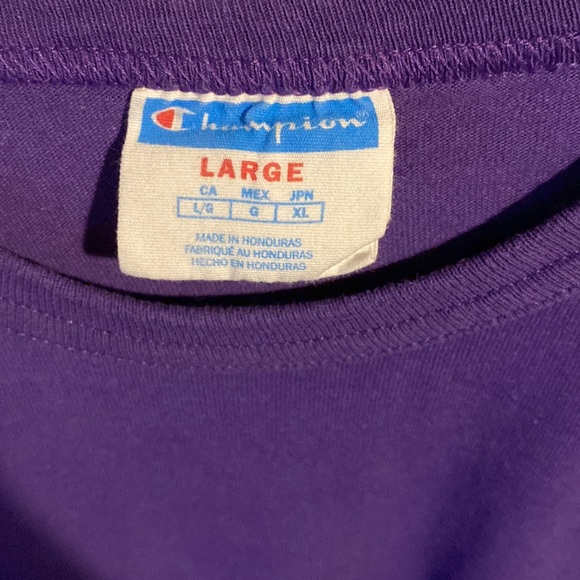 Champion®
LARGE
CA MEX JPN
L/G G XL
MADE IN HONDURAS
FABRIQUÉ AU HONDURAS
HECHO EN HONDURAS